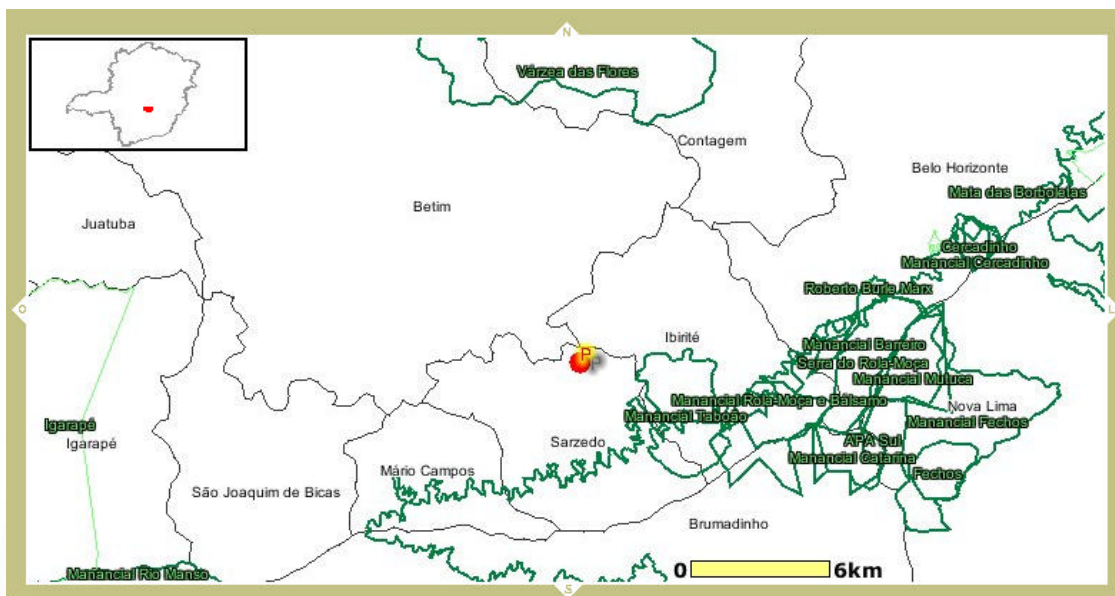 N
Várzea das Flores
Contagem
Belo Horizonte
Mata das Borboletas
Betim
Juatuba
Cercadinho
Manancial Cercadinho
Roberto Burle Marx
O
L
Ibirité
Manancial Barreiro
P
Serra do Rola-Moça
Manancial Mutuca
Manancial Rola-Moça e Bálsamo
Nova Lima
Manancial Taboão
Manancial Fechos
Igarapé
Igarapé
Sarzedo
APA Sul
Manancial Catarina
Mário Campos
Fechos
São Joaquim de Bicas
Brumadinho
Manancial Rio Manso
0 6km
S